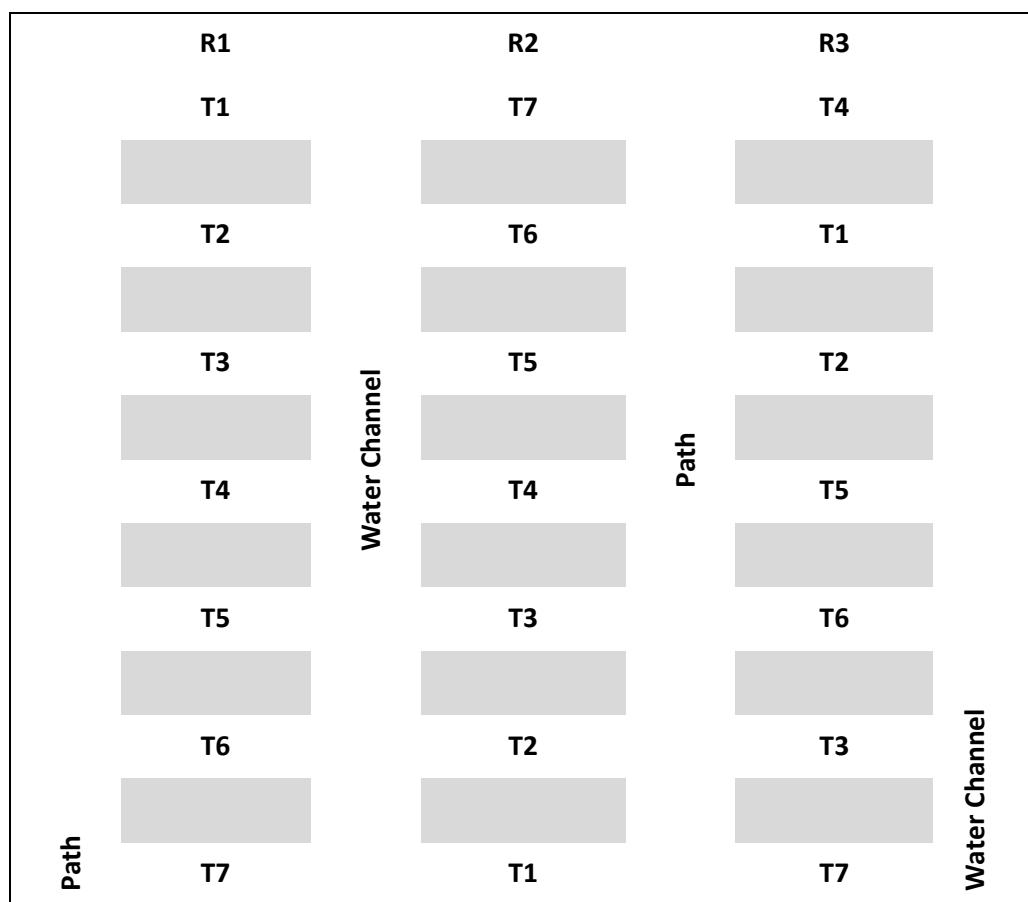 R1 R2 R3
T1 T7 T4
T2 T6 T1
T3 T5 T2
Water Channel
Path
T4 T4 T5
T5 T3 T6
T6 T2 T3
Path
Water Channel
T7 T1 T7